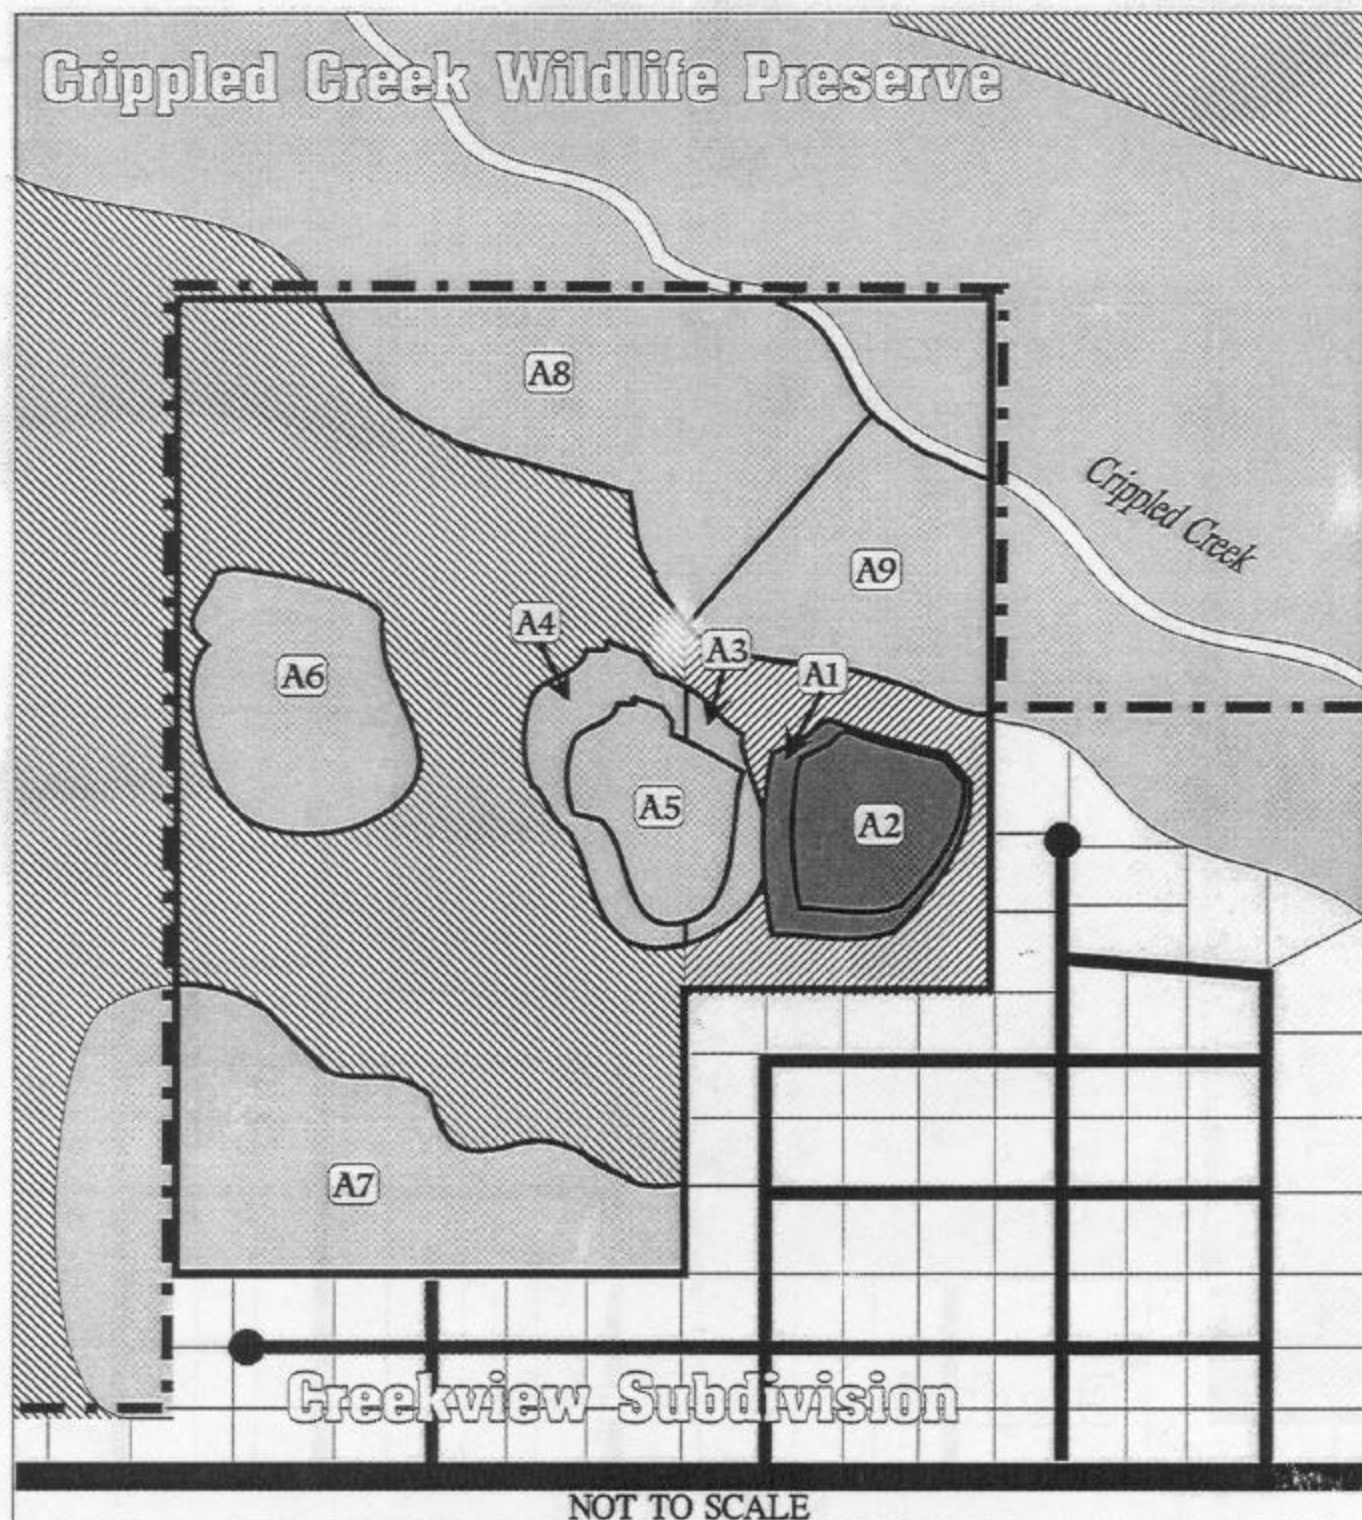 Crippled Creek Wildlife Preserve
A8
Crippled Creek
A9
A4
A3
A1
A6
A5
A2
A7
Creekview Subdivision
NOT TO SCALE